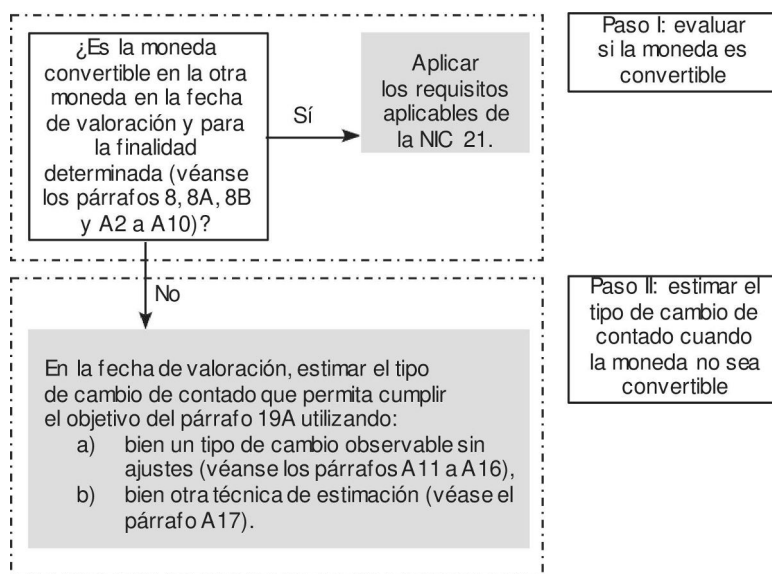 ¿Es la moneda
convertible en la otra
moneda en la fecha
de valoración y para
la finalidad
determinada (véanse
los párrafos 8, 8A, 8B
y A2 a A10)?
Sí
Aplicar
los requisitos
aplicables de
la NIC 21.
Paso I: evaluar
si la moneda es
convertible
No
En la fecha de valoración, estimar el tipo
de cambio de contado que permita cumplir
el objetivo del párrafo 19A utilizando:
a) bien un tipo de cambio observable sin
ajustes (véanse los párrafos A11 a A16),
b) bien otra técnica de estimación (véase el
párrafo A17).
Paso II: estimar el
tipo de cambio de
contado cuando
la moneda no sea
convertible